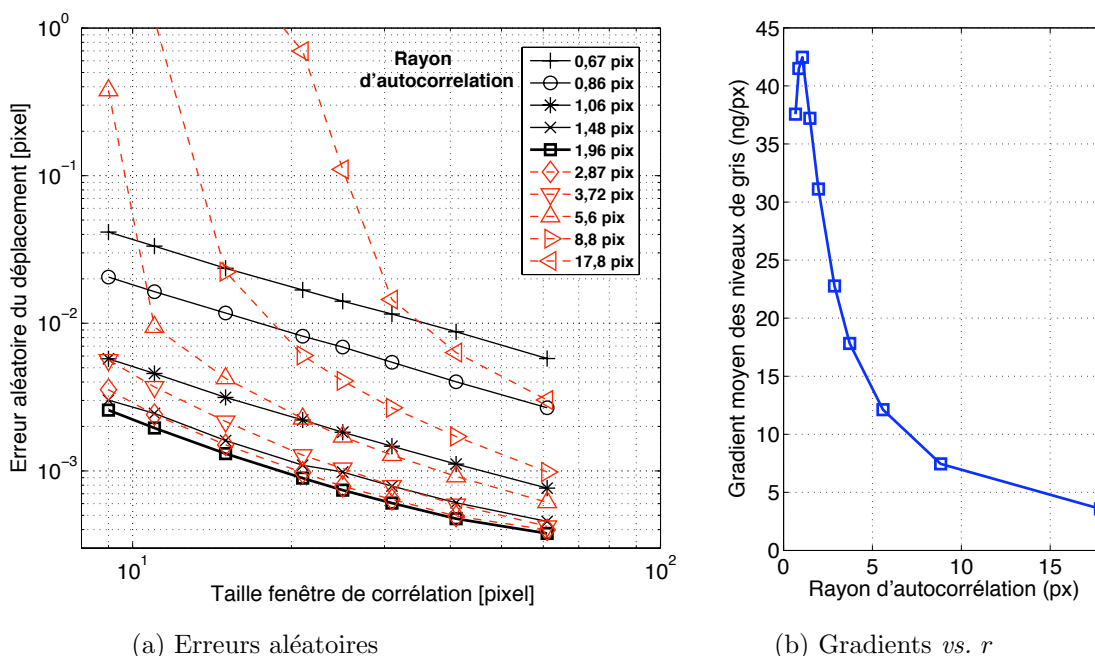 10^0
10^-1
10^-2
10^-3
Erreur aléatoire du déplacement [pixel]
Rayon
d'autocorrelation
0,67 pix
0,86 pix
1,06 pix
1,48 pix
1,96 pix
2,87 pix
3,72 pix
5,6 pix
8,8 pix
17,8 pix
10^1
10^2
Taille fenêtre de corrélation [pixel]
(a) Erreurs aléatoires
45
40
35
30
25
20
15
10
5
0
Gradient moyen des niveaux de gris (ng/px)
0 5 10 15
Rayon d'autocorrélation (px)
(b) Gradients vs. r